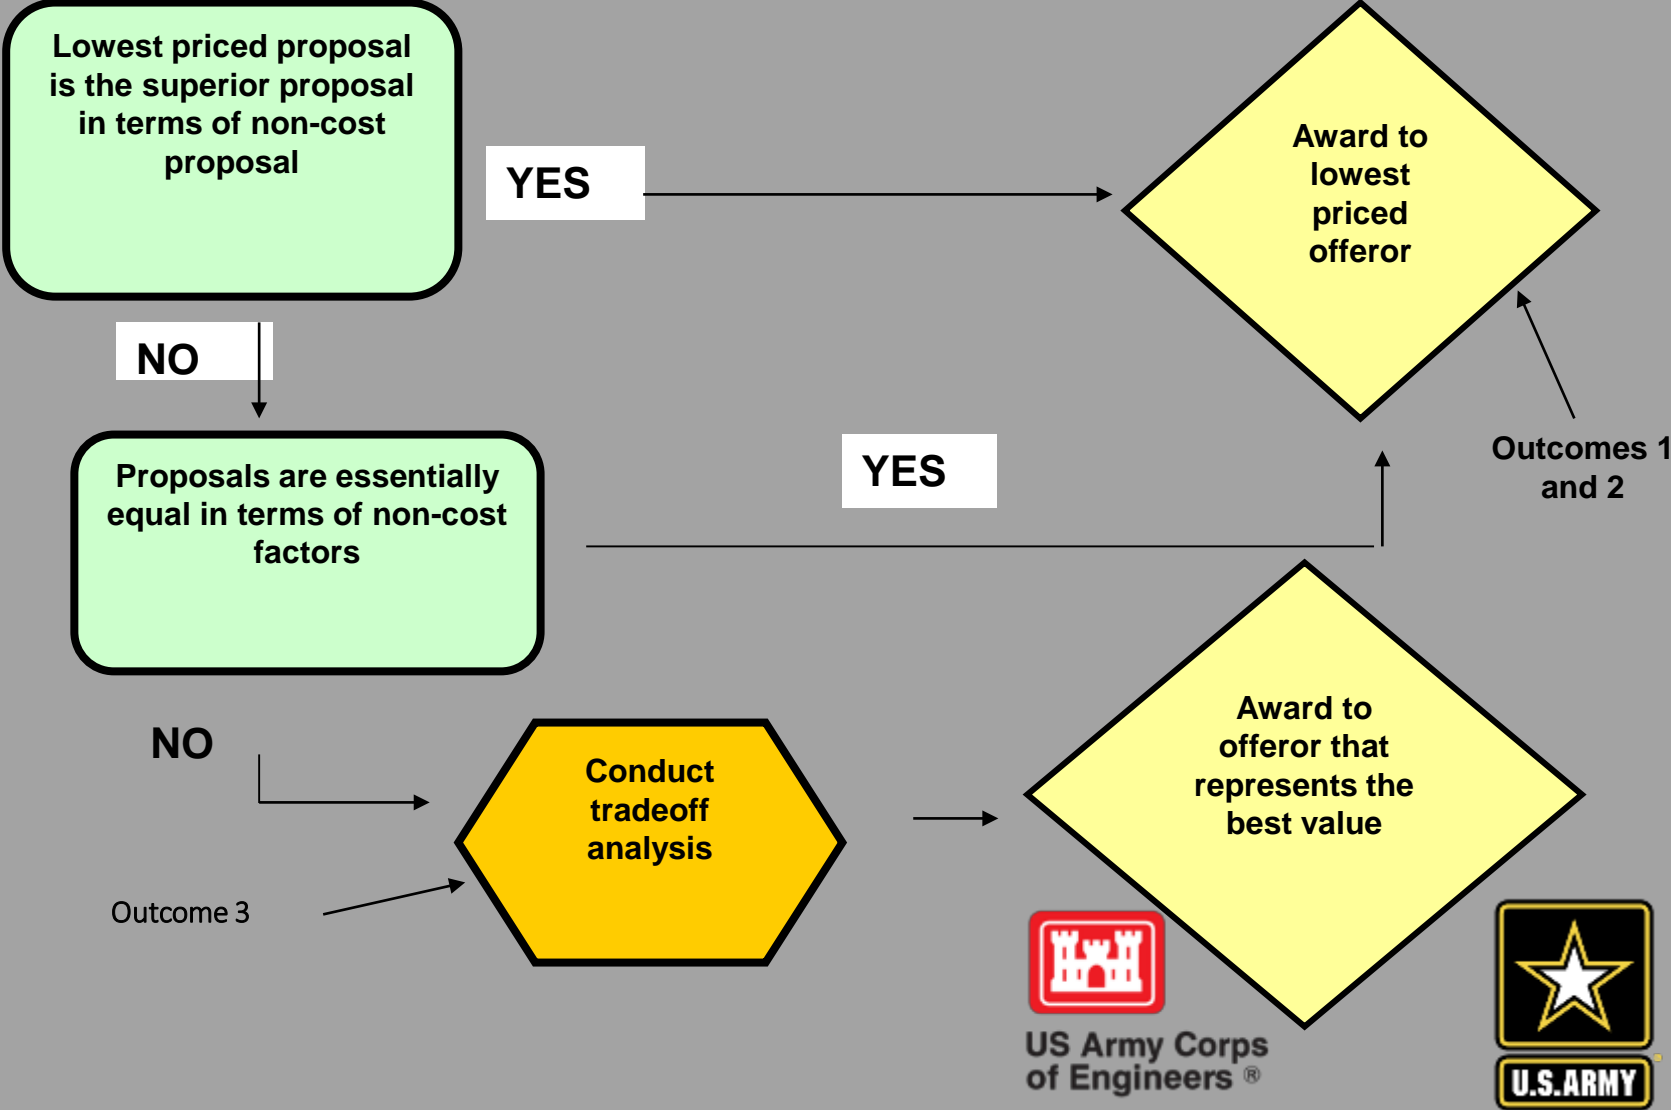 Lowest priced proposal
is the superior proposal
in terms of non-cost
proposal
YES
Award to
lowest
priced
offeror
NO
Outcomes 1
and 2
YES
Proposals are essentially
equal in terms of non-cost
factors
NO
Conduct
tradeoff
analysis
Award to
offeror that
represents the
best value
Outcome 3
US Army Corps
of Engineers ®
U.S.ARMY